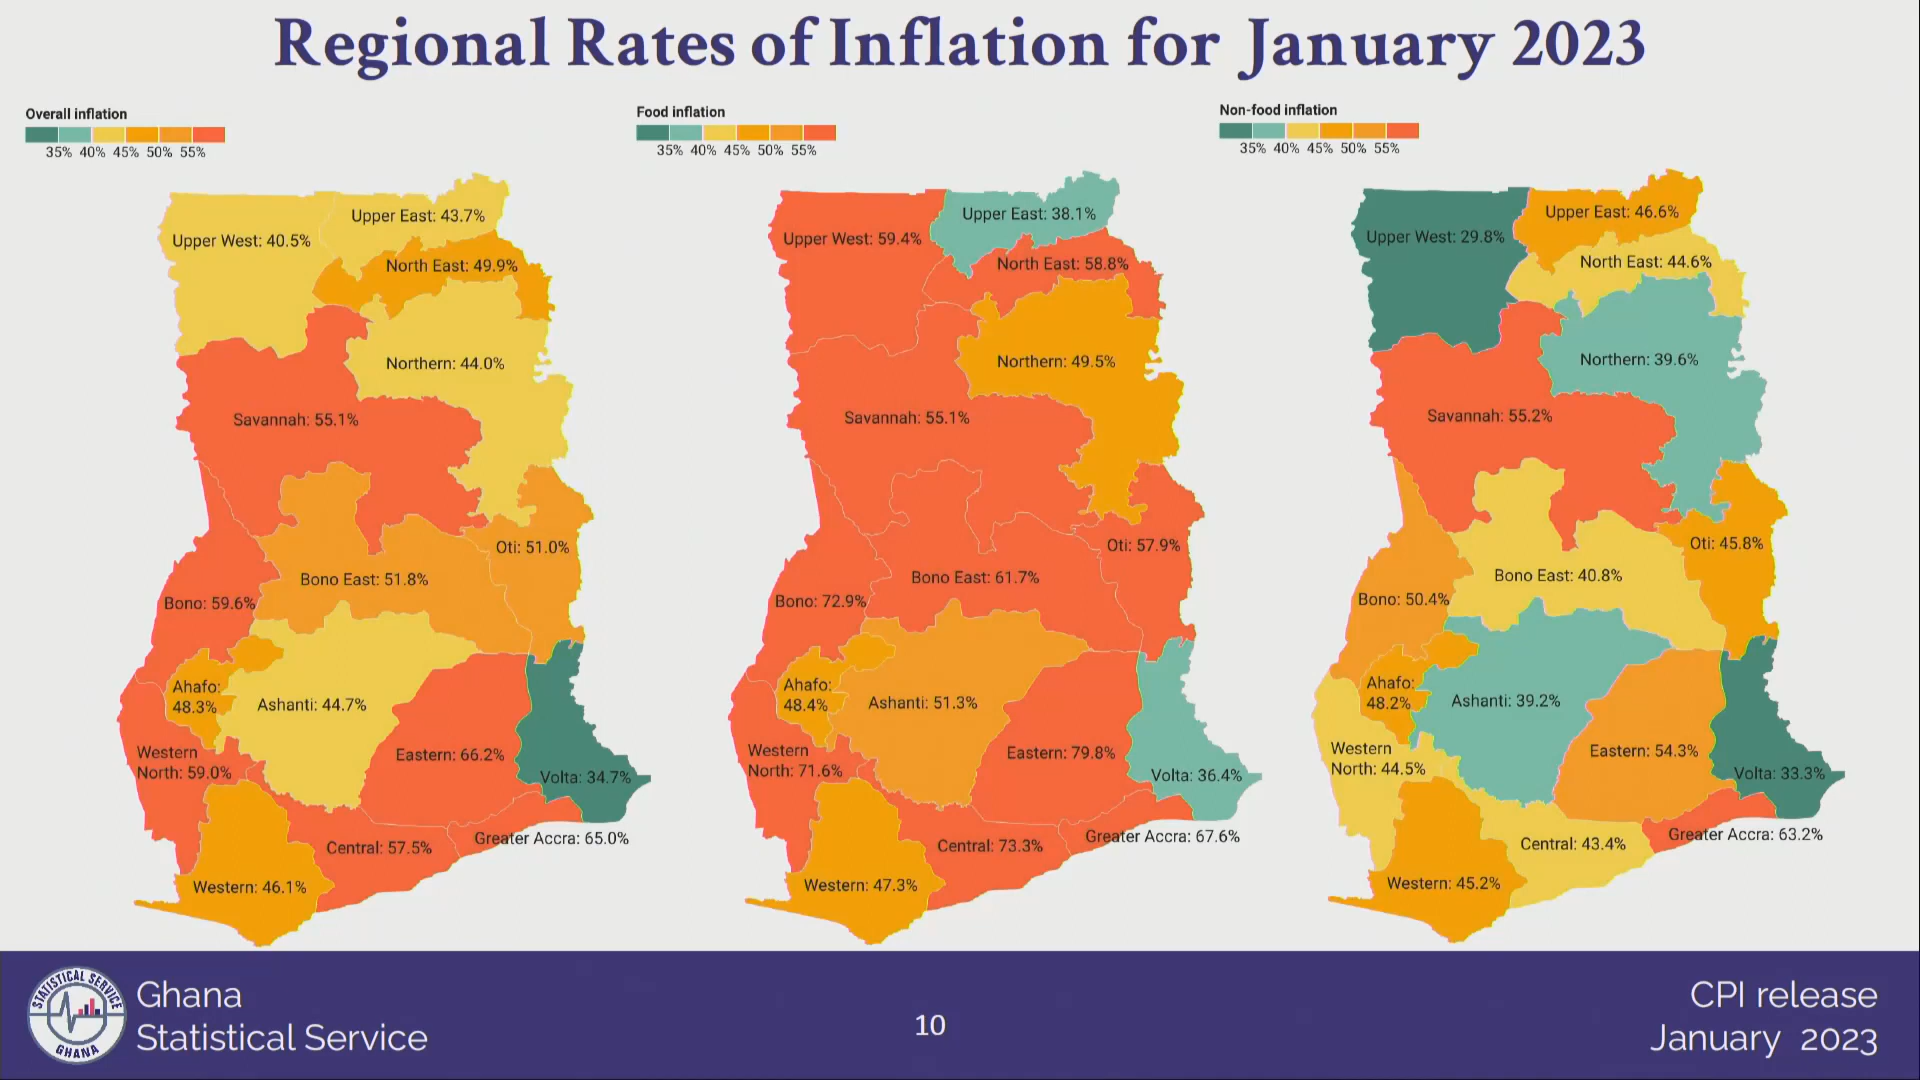 Regional Rates of Inflation for January 2023
Overall inflation
35% 40% 45% 50% 55%
Upper East: 43.7%
Upper West: 40.5%
North East: 49.9%
Northern: 44.0%
Savannah: 55.1%
Oti: 51.0%
Bono East: 51.8%
Bono: 59.6%
Ahafo:
48.3%
Ashanti: 44.7%
Western
North: 59.0%
Eastern: 66.2%
Volta: 34.7%
Greater Accra: 65.0%
Central: 57.5%
Western: 46.1%
Food inflation
35% 40% 45% 50% 55%
Upper East: 38.1%
Upper West: 59.4%
North East: 58.8%
Northern: 49.5%
Savannah: 55.1%
Oti: 57.9%
Bono East: 61.7%
Bono: 72.9%
Ahafo:
48.4%
Ashanti: 51.3%
Western
North: 71.6%
Eastern: 79.8%
Volta: 36.4%
Greater Accra: 67.6%
Central: 73.3%
Western: 47.3%
Non-food inflation
35% 40% 45% 50% 55%
Upper East: 46.6%
Upper West: 29.8%
North East: 44.6%
Northern: 39.6%
Savannah: 55.2%
Oti: 45.8%
Bono East: 40.8%
Bono: 50.4%
Ahafo:
48.2%
Ashanti: 39.2%
Western
North: 44.5%
Eastern: 54.3%
Volta: 33.3%
Greater Accra: 63.2%
Central: 43.4%
Western: 45.2%
STATISTICAL SERVICE
GHANA
Ghana
Statistical Service
10
CPI release
January 2023